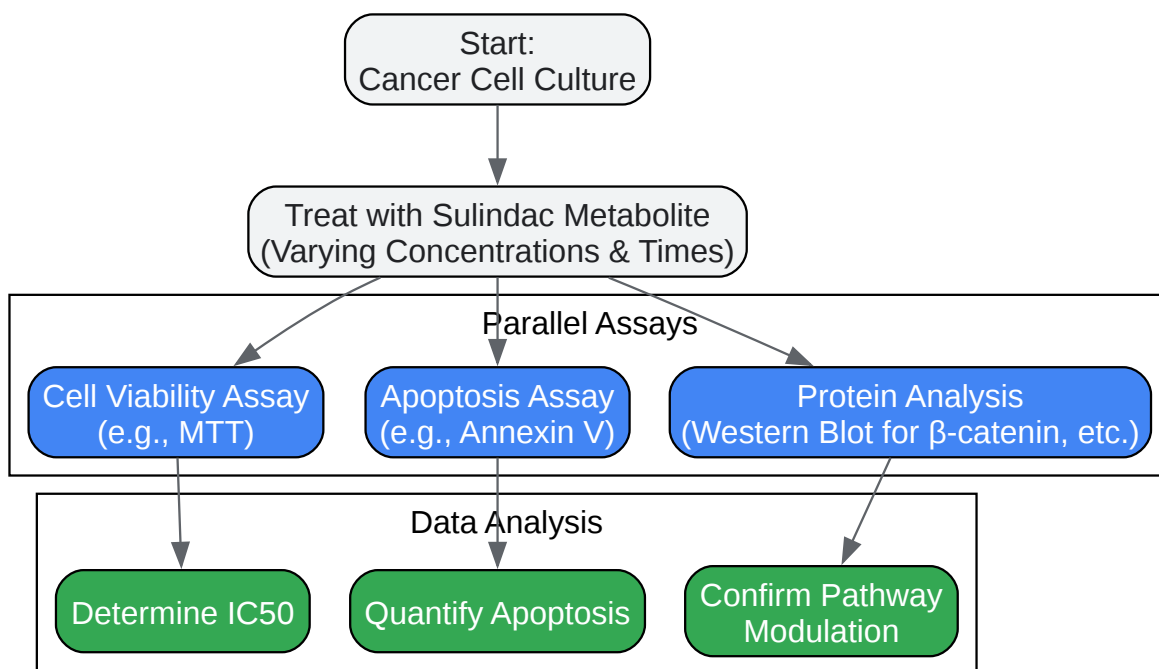 Start:
Cancer Cell Culture
Treat with Sulindac Metabolite
(Varying Concentrations & Times)
Parallel Assays
Cell Viability Assay
(e.g., MTT)
Apoptosis Assay
(e.g., Annexin V)
Protein Analysis
(Western Blot for β-catenin, etc.)
Data Analysis
Determine IC50
Quantify Apoptosis
Confirm Pathway
Modulation